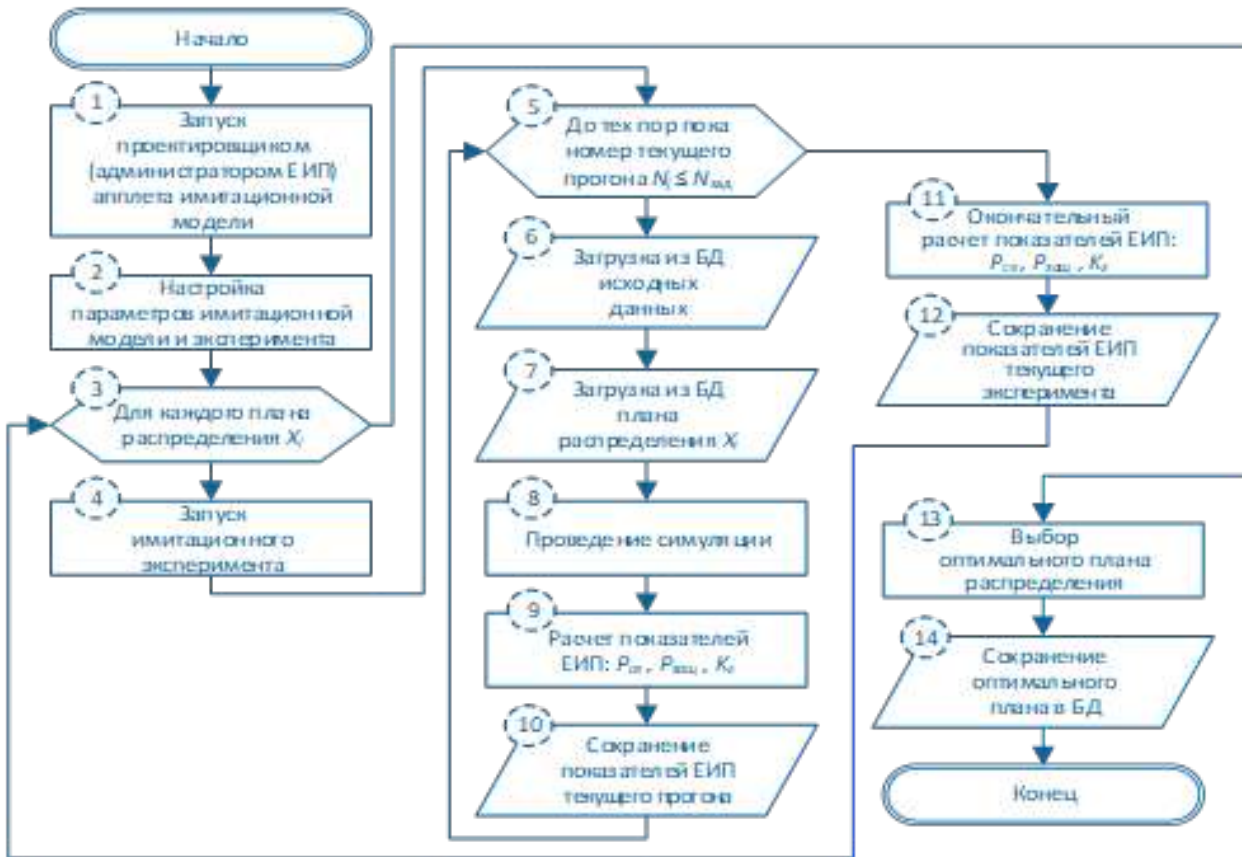 Начало
1
Запуск
проектировщиком
(администратором ЕИП)
апплета имитационной
модели
2
Настройка
параметров имитационной
модели и эксперимента
3
Для каждого плана
распределения Xᵢ
4
Запуск
имитационного
эксперимента
5
До тех пор пока
номер текущего
прогона Nⱼ ≤ Nзад
6
Загрузка из БД
исходных
данных
7
Загрузка из БД
плана
распределения Xᵢ
8
Проведение симуляции
9
Расчет показателей
ЕИП: P , P , K
10
Сохранение
показателей ЕИП
текущего прогона
11
Окончательный
расчет показателей ЕИП:
P , P , K
12
Сохранение
показателей ЕИП
текущего
эксперимента
13
Выбор
оптимального плана
распределения
14
Сохранение
оптимального
плана в БД
Конец